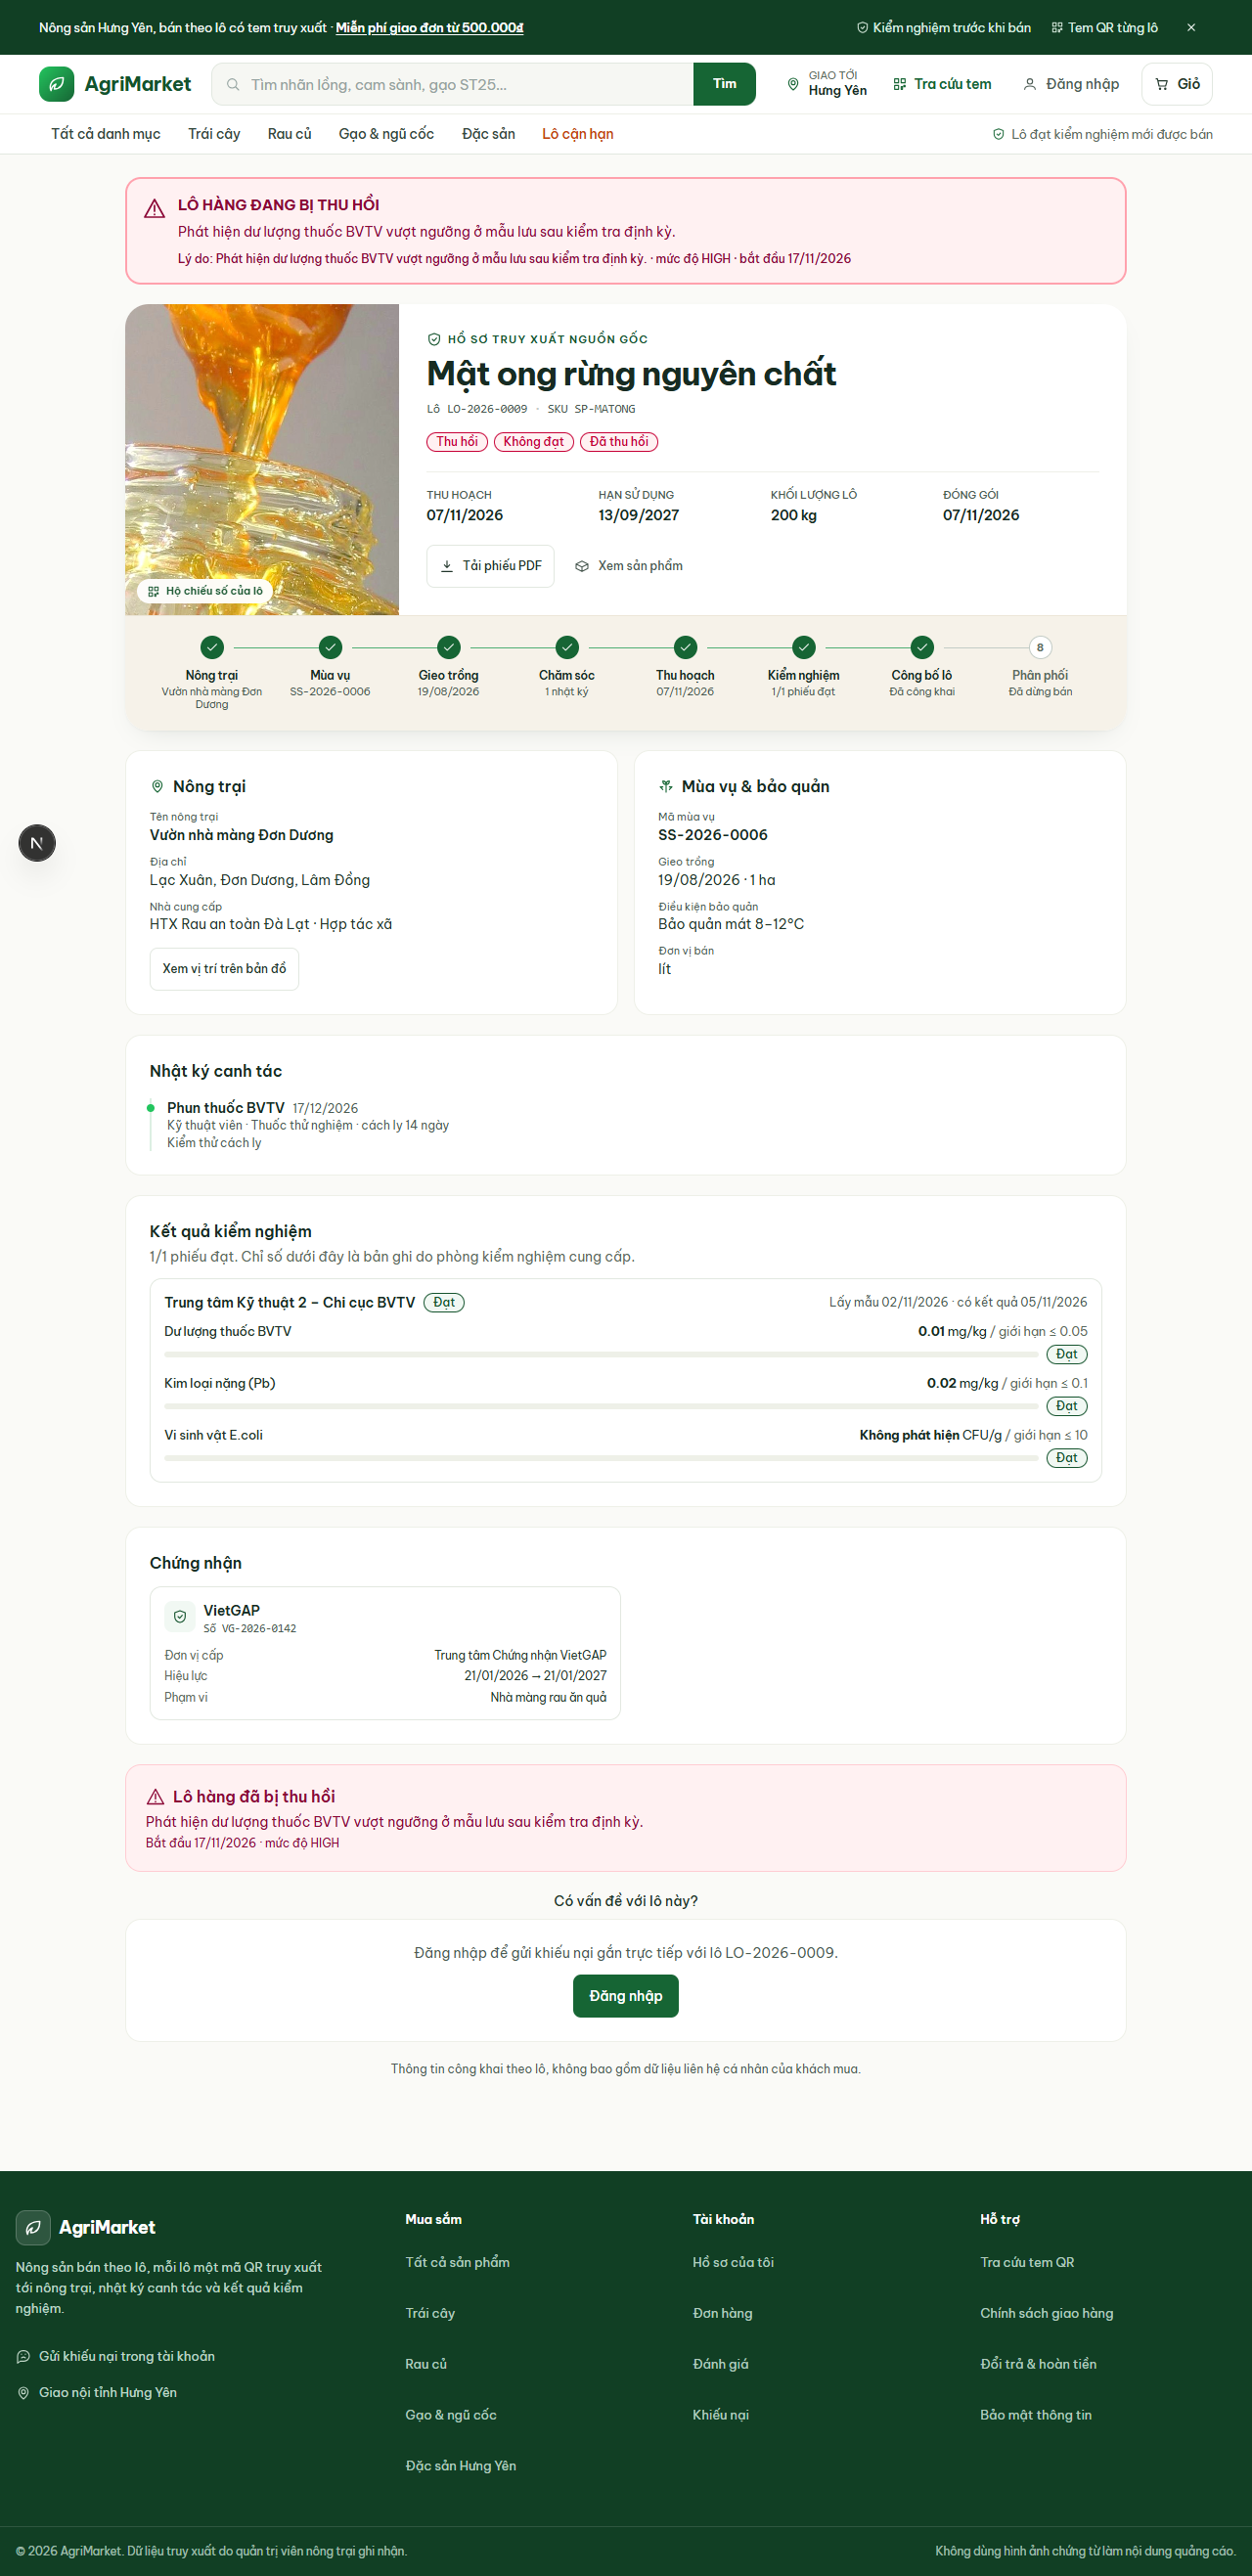 Nông sản Hưng Yên, bán theo lô có tem truy xuất · Miễn phí giao đơn từ 500.000₫
Kiểm nghiệm trước khi bán
Tem QR từng lô
AgriMarket
Tìm nhãn lồng, cam sành, gạo ST25...
Tìm
GIAO TỚI
Hưng Yên
Tra cứu tem
Đăng nhập
Giỏ
Tất cả danh mục
Trái cây
Rau củ
Gạo & ngũ cốc
Đặc sản
Lô cận hạn
Lô đạt kiểm nghiệm mới được bán
LÔ HÀNG ĐANG BỊ THU HỒI
Phát hiện dư lượng thuốc BVTV vượt ngưỡng ở mẫu lưu sau kiểm tra định kỳ.
Lý do: Phát hiện dư lượng thuốc BVTV vượt ngưỡng ở mẫu lưu sau kiểm tra định kỳ. · mức độ HIGH · bắt đầu 17/11/2026
HỒ SƠ TRUY XUẤT NGUỒN GỐC
Mật ong rừng nguyên chất
Lô LO-2026-0009 · SKU SP-MATONG
Thu hồi
Không đạt
Đã thu hồi
THU HOẠCH
07/11/2026
HẠN SỬ DỤNG
13/09/2027
KHỐI LƯỢNG LÔ
200 kg
ĐÓNG GÓI
07/11/2026
Tải phiếu PDF
Xem sản phẩm
Hộ chiếu số của lô
Nông trại
Vườn nhà màng Đơn Dương
Mùa vụ
SS-2026-0006
Gieo trồng
19/08/2026
Chăm sóc
1 nhật ký
Thu hoạch
07/11/2026
Kiểm nghiệm
1/1 phiếu đạt
Công bố lô
Đã công khai
8
Phân phối
Đã dừng bán
Nông trại
Tên nông trại
Vườn nhà màng Đơn Dương
Địa chỉ
Lạc Xuân, Đơn Dương, Lâm Đồng
Nhà cung cấp
HTX Rau an toàn Đà Lạt · Hợp tác xã
Xem vị trí trên bản đồ
Mùa vụ & bảo quản
Mã mùa vụ
SS-2026-0006
Gieo trồng
19/08/2026 · 1 ha
Điều kiện bảo quản
Bảo quản mát 8–12°C
Đơn vị bán
lít
Nhật ký canh tác
Phun thuốc BVTV 17/12/2026
Kỹ thuật viên · Thuốc thử nghiệm · cách ly 14 ngày
Kiểm thử cách ly
Kết quả kiểm nghiệm
1/1 phiếu đạt. Chỉ số dưới đây là bản ghi do phòng kiểm nghiệm cung cấp.
Trung tâm Kỹ thuật 2 – Chi cục BVTV Đạt
Lấy mẫu 02/11/2026 · có kết quả 05/11/2026
Dư lượng thuốc BVTV
0.01 mg/kg / giới hạn ≤ 0.05
Đạt
Kim loại nặng (Pb)
0.02 mg/kg / giới hạn ≤ 0.1
Đạt
Vi sinh vật E.coli
Không phát hiện CFU/g / giới hạn ≤ 10
Đạt
Chứng nhận
VietGAP
Số VG-2026-0142
Đơn vị cấp
Trung tâm Chứng nhận VietGAP
Hiệu lực
21/01/2026 → 21/01/2027
Phạm vi
Nhà màng rau ăn quả
Lô hàng đã bị thu hồi
Phát hiện dư lượng thuốc BVTV vượt ngưỡng ở mẫu lưu sau kiểm tra định kỳ.
Bắt đầu 17/11/2026 · mức độ HIGH
Có vấn đề với lô này?
Đăng nhập để gửi khiếu nại gắn trực tiếp với lô LO-2026-0009.
Đăng nhập
Thông tin công khai theo lô, không bao gồm dữ liệu liên hệ cá nhân của khách mua.
AgriMarket
Nông sản bán theo lô, mỗi lô một mã QR truy xuất
tới nông trại, nhật ký canh tác và kết quả kiểm
nghiệm.
Gửi khiếu nại trong tài khoản
Giao nội tỉnh Hưng Yên
Mua sắm
Tất cả sản phẩm
Trái cây
Rau củ
Gạo & ngũ cốc
Đặc sản Hưng Yên
Tài khoản
Hồ sơ của tôi
Đơn hàng
Đánh giá
Khiếu nại
Hỗ trợ
Tra cứu tem QR
Chính sách giao hàng
Đổi trả & hoàn tiền
Bảo mật thông tin
© 2026 AgriMarket. Dữ liệu truy xuất do quản trị viên nông trại ghi nhận.
Không dùng hình ảnh chứng từ làm nội dung quảng cáo.